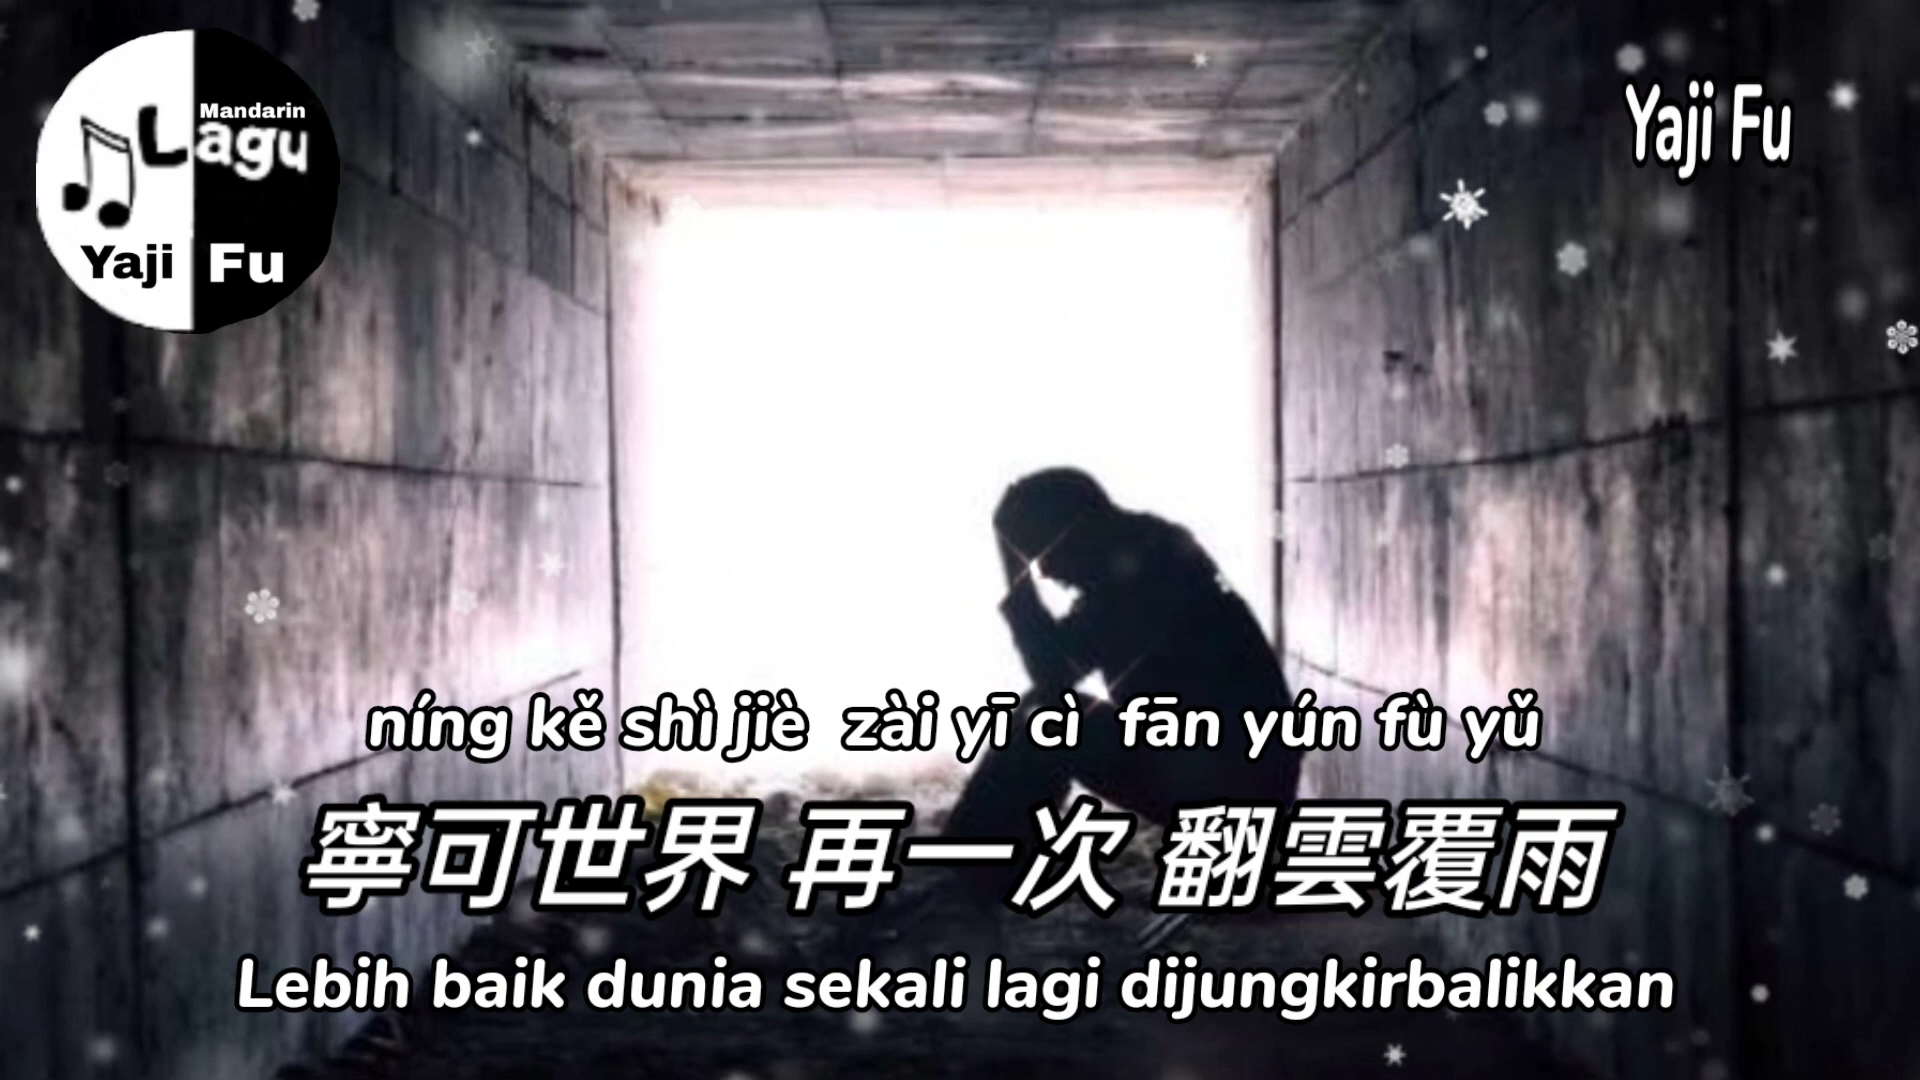 Mandarin
Lagu
Yaji Fu
Yaji Fu
níng kě shì jiè zài yī cì fān yún fù yǔ
寧可世界 再一次 翻雲覆雨
Lebih baik dunia sekali lagi dijungkirbalikkan